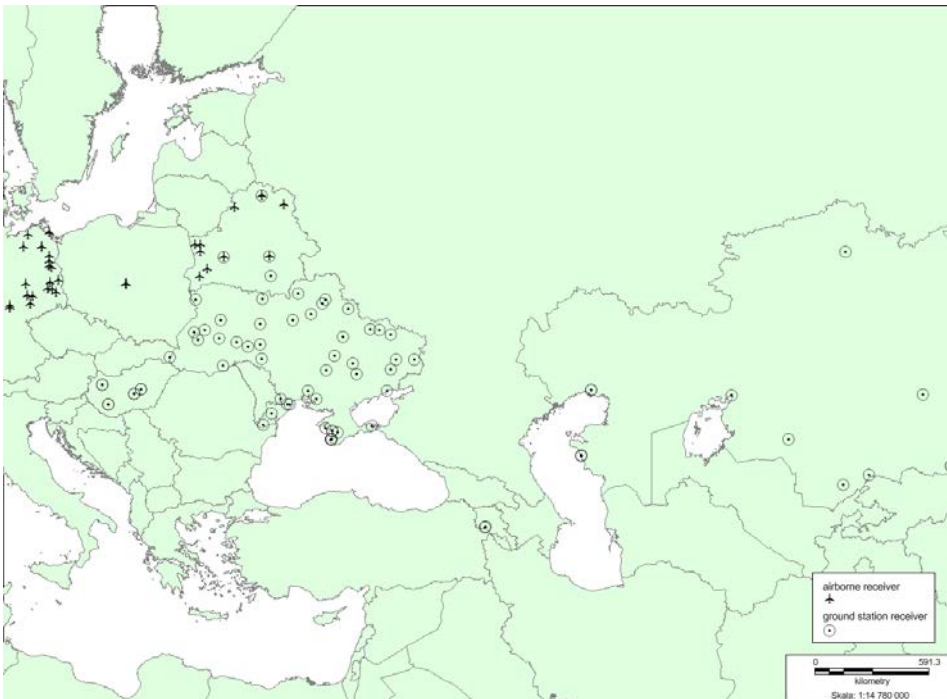 airborne receiver
ground station receiver
0 591.3
kilometry
Skala: 1:14 780 000